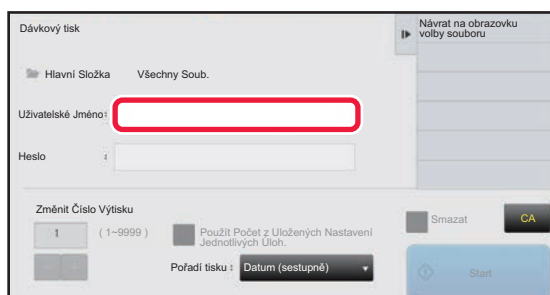 Dávkový tisk
Návrat na obrazovku
volby souboru
Hlavní Složka Všechny Soub.
Uživatelské Jméno:
Heslo :
Změnit Číslo Výtisku
1 (1~9999)
Použít Počet z Uložených Nastavení
Jednotlivých Úloh.
Pořadí tisku : Datum (sestupně)
Smazat
CA
Start